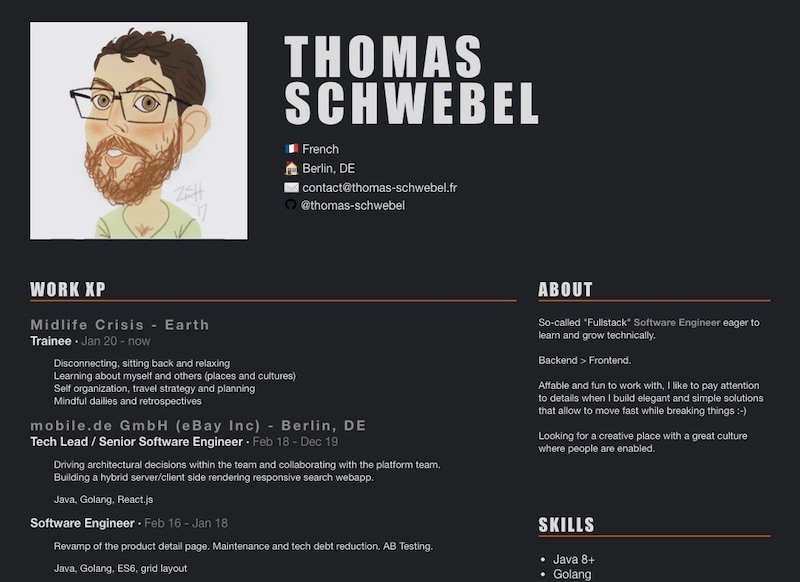 THOMAS
SCHWEBEL
🇫🇷 French
🏠 Berlin, DE
✉️ contact@thomas-schwebel.fr
@thomas-schwebel
WORK XP
Midlife Crisis - Earth
Trainee · Jan 20 - now
Disconnecting, sitting back and relaxing
Learning about myself and others (places and cultures)
Self organization, travel strategy and planning
Mindful dailies and retrospectives
mobile.de GmbH (eBay Inc) - Berlin, DE
Tech Lead / Senior Software Engineer · Feb 18 - Dec 19
Driving architectural decisions within the team and collaborating with the platform team.
Building a hybrid server/client side rendering responsive search webapp.
Java, Golang, React.js
Software Engineer · Feb 16 - Jan 18
Revamp of the product detail page. Maintenance and tech debt reduction. AB Testing.
Java, Golang, ES6, grid layout
ABOUT
So-called "Fullstack" Software Engineer eager to
learn and grow technically.
Backend > Frontend.
Affable and fun to work with, I like to pay attention
to details when I build elegant and simple solutions
that allow to move fast while breaking things :-)
Looking for a creative place with a great culture
where people are enabled.
SKILLS
• Java 8+
• Golang